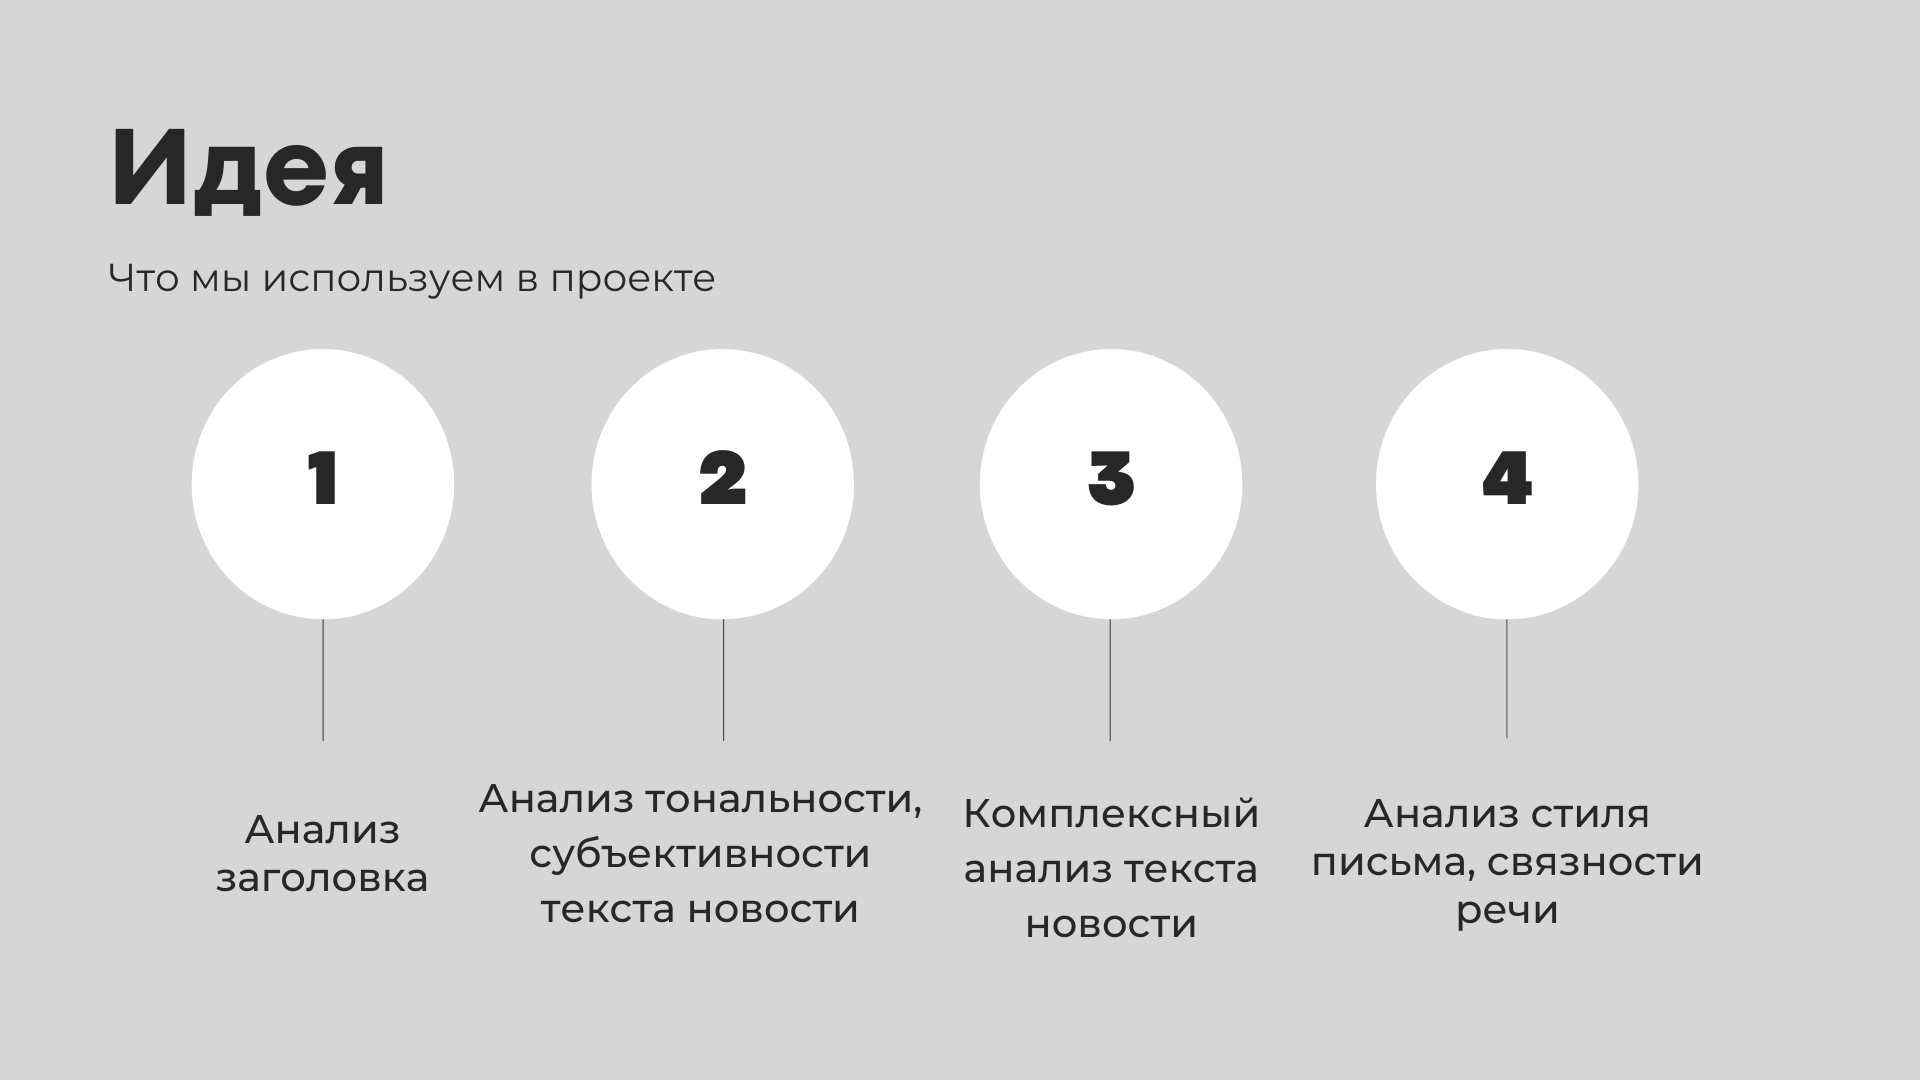 Идея
Что мы используем в проекте
1
2
3
4
Анализ
заголовка
Анализ тональности,
субъективности
текста новости
Комплексный
анализ текста
новости
Анализ стиля
письма, связности
речи